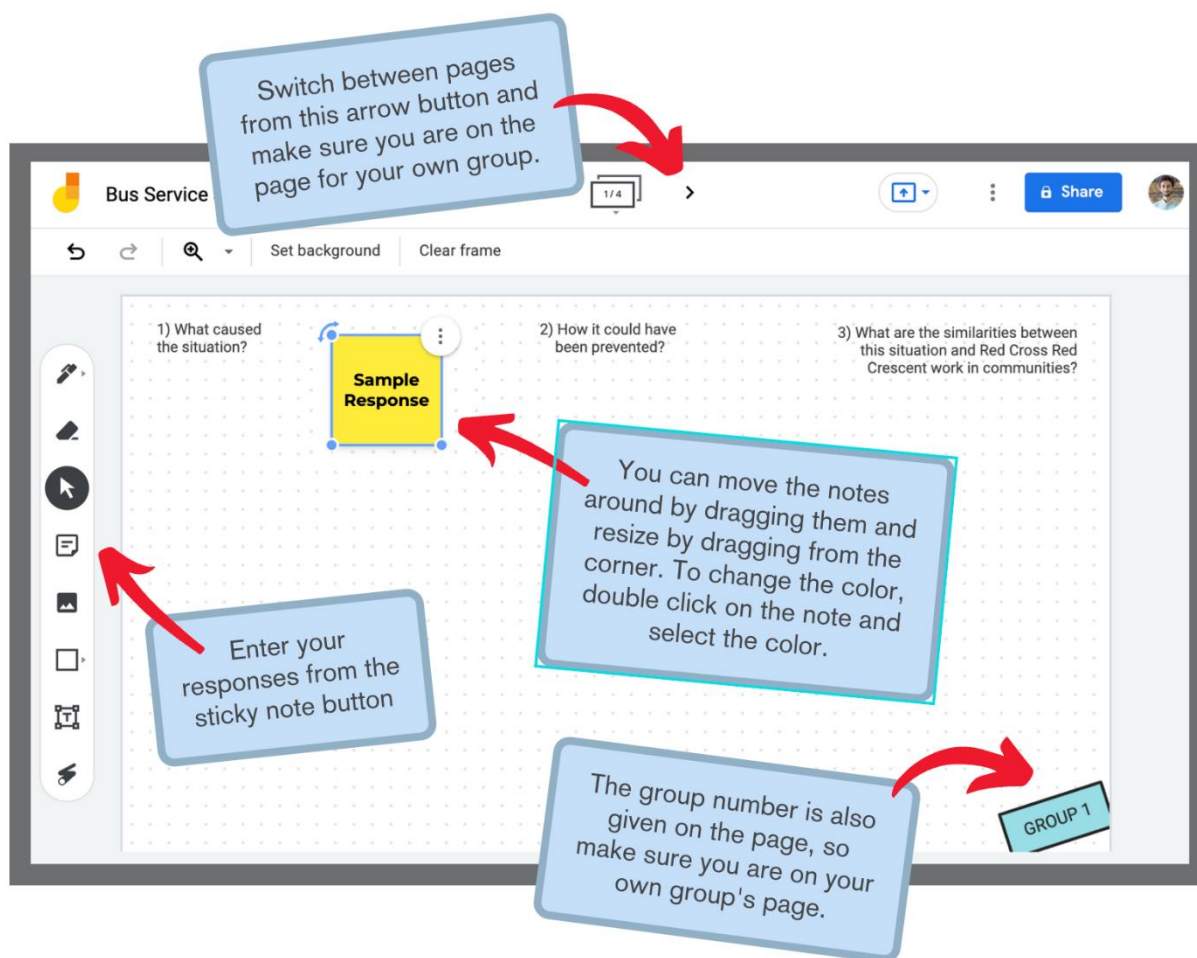 Switch between pages
from this arrow button and
make sure you are on the
page for your own group.
Bus Service
1/4
Share
Set background
Clear frame
1) What caused
the situation?
Sample
Response
2) How it could have
been prevented?
3) What are the similarities between
this situation and Red Cross Red
Crescent work in communities?
You can move the notes
around by dragging them and
resize by dragging from the
corner. To change the color,
double click on the note and
select the color.
Enter your
responses from the
sticky note button
The group number is also
given on the page, so
make sure you are on your
own group's page.
GROUP 1